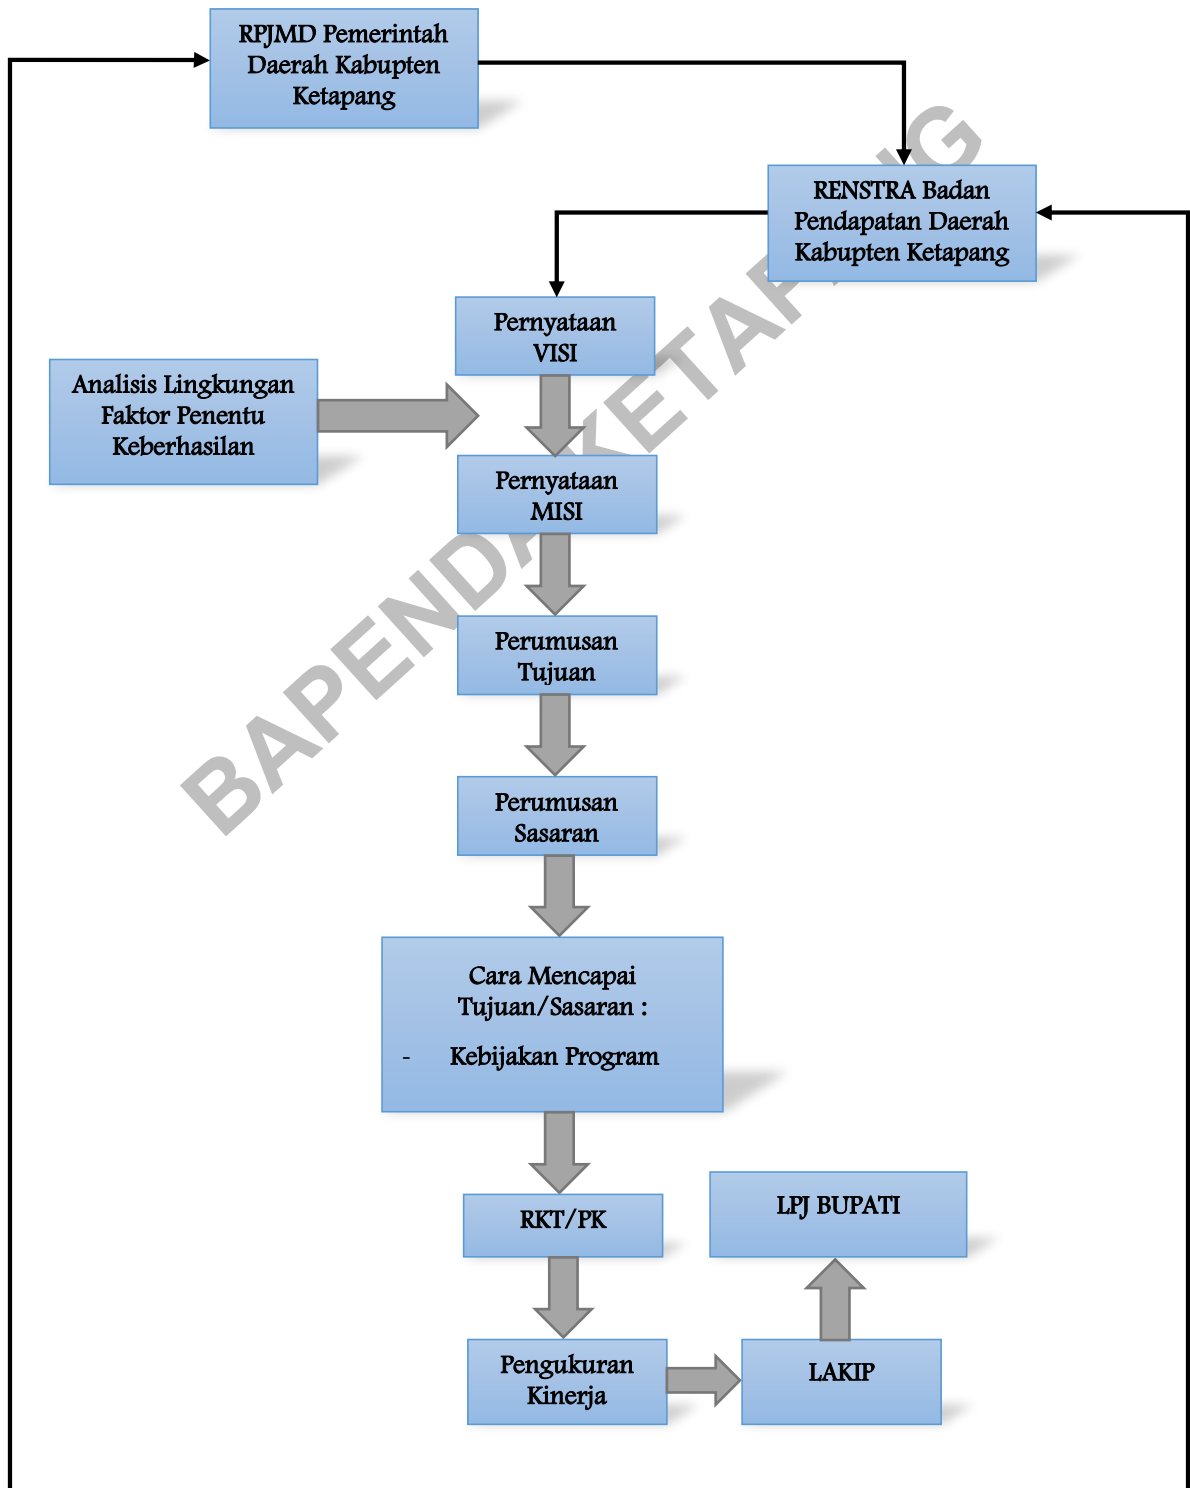 RPJMD Pemerintah
Daerah Kabupten
Ketapang
RENSTRA Badan
Pendapatan Daerah
Kabupten Ketapang
Pernyataan
VISI
Analisis Lingkungan
Faktor Penentu
Keberhasilan
Pernyataan
MISI
Perumusan
Tujuan
Perumusan
Sasaran
Cara Mencapai
Tujuan/Sasaran :
- Kebijakan Program
RKT/PK
LPJ BUPATI
Pengukuran
Kinerja
LAKIP
BAPENDA KETAPANG